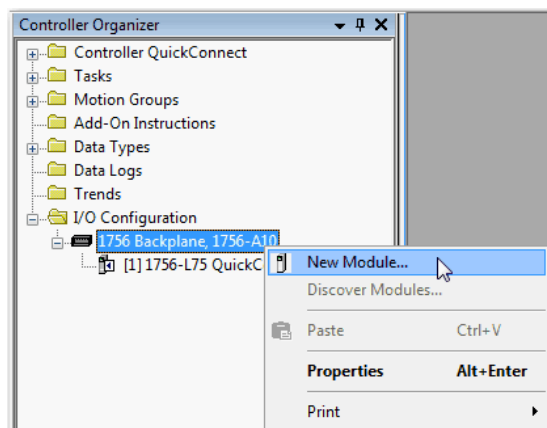 Controller Organizer
Controller QuickConnect
Tasks
Motion Groups
Add-On Instructions
Data Types
Data Logs
Trends
I/O Configuration
1756 Backplane, 1756-A10
[1] 1756-L75 QuickC
New Module...
Discover Modules...
Paste Ctrl+V
Properties Alt+Enter
Print